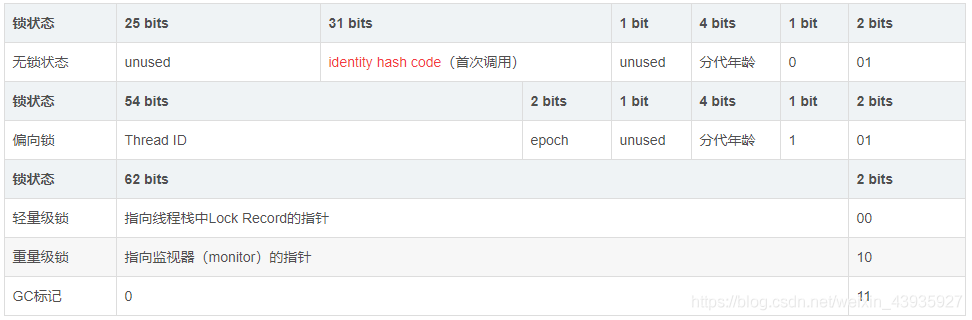 锁状态 25 bits 31 bits 1 bit 4 bits 1 bit 2 bits
无锁状态 unused identity hash code（首次调用） unused 分代年龄 0 01
锁状态 54 bits 2 bits 1 bit 4 bits 1 bit 2 bits
偏向锁 Thread ID epoch unused 分代年龄 1 01
锁状态 62 bits 2 bits
轻量级锁 指向线程栈中Lock Record的指针 00
重量级锁 指向监视器（monitor）的指针 10
GC标记 0 11
https://blog.csdn.net/weixin_43935927